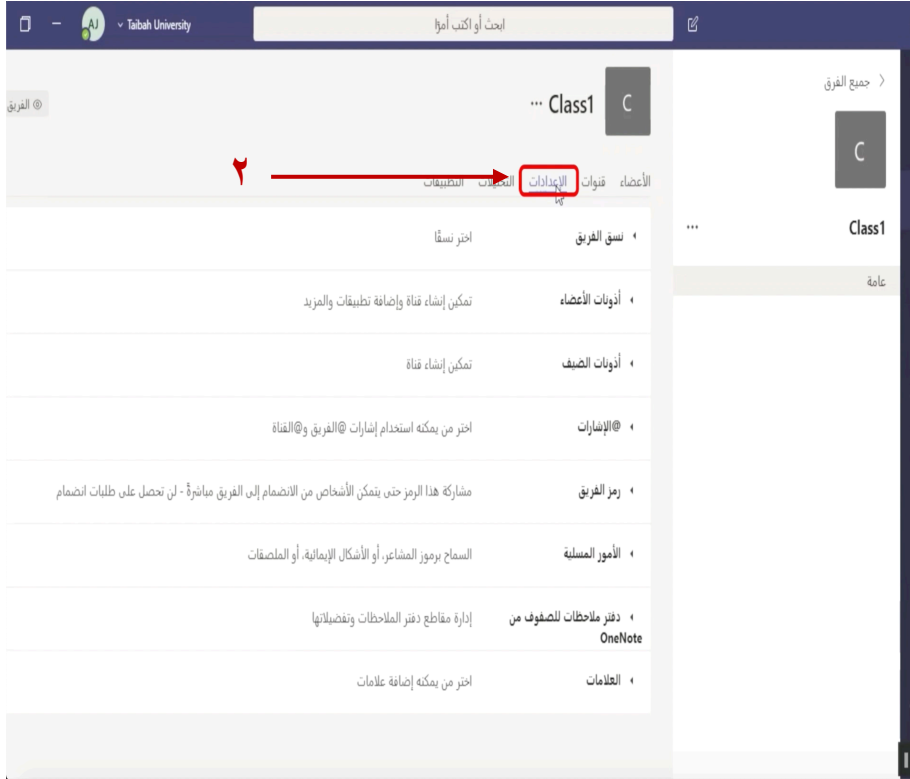 ابحث أو اكتب أمرًا
Taibah University
AJ
جميع الفرق
C
Class1
...
عامة
C
Class1 ...
الفريق
٢
الأعضاء قنوات الإعدادات التحليلات التطبيقات
نسق الفريق
اختر نسقًا
أذونات الأعضاء
تمكين إنشاء قناة وإضافة تطبيقات والمزيد
أذونات الضيف
تمكين إنشاء قناة
@الإشارات
اختر من يمكنه استخدام إشارات @الفريق و@القناة
رمز الفريق
مشاركة هذا الرمز حتى يتمكن الأشخاص من الانضمام إلى الفريق مباشرةً - لن تحصل على طلبات انضمام
الأمور المسلية
السماح برموز المشاعر، أو الأشكال الإيمائية، أو الملصقات
دفتر ملاحظات للصفوف من
OneNote
إدارة مقاطع دفتر الملاحظات وتفضيلاتها
العلامات
اختر من يمكنه إضافة علامات